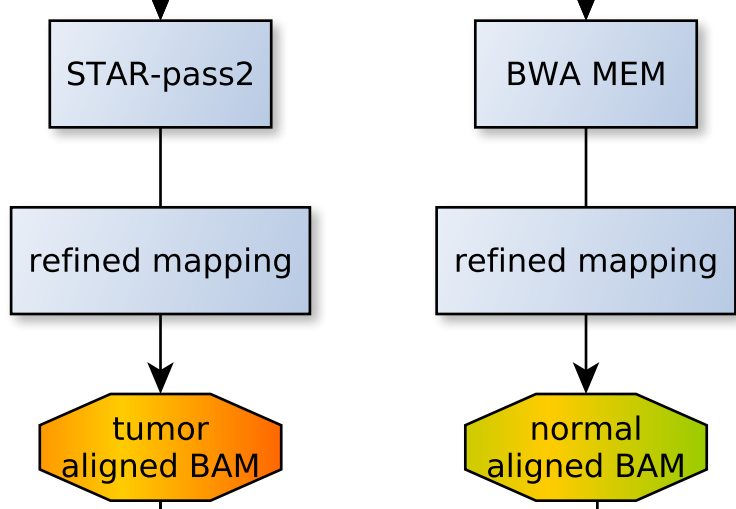 STAR-pass2
BWA MEM
refined mapping
refined mapping
tumor
aligned BAM
normal
aligned BAM